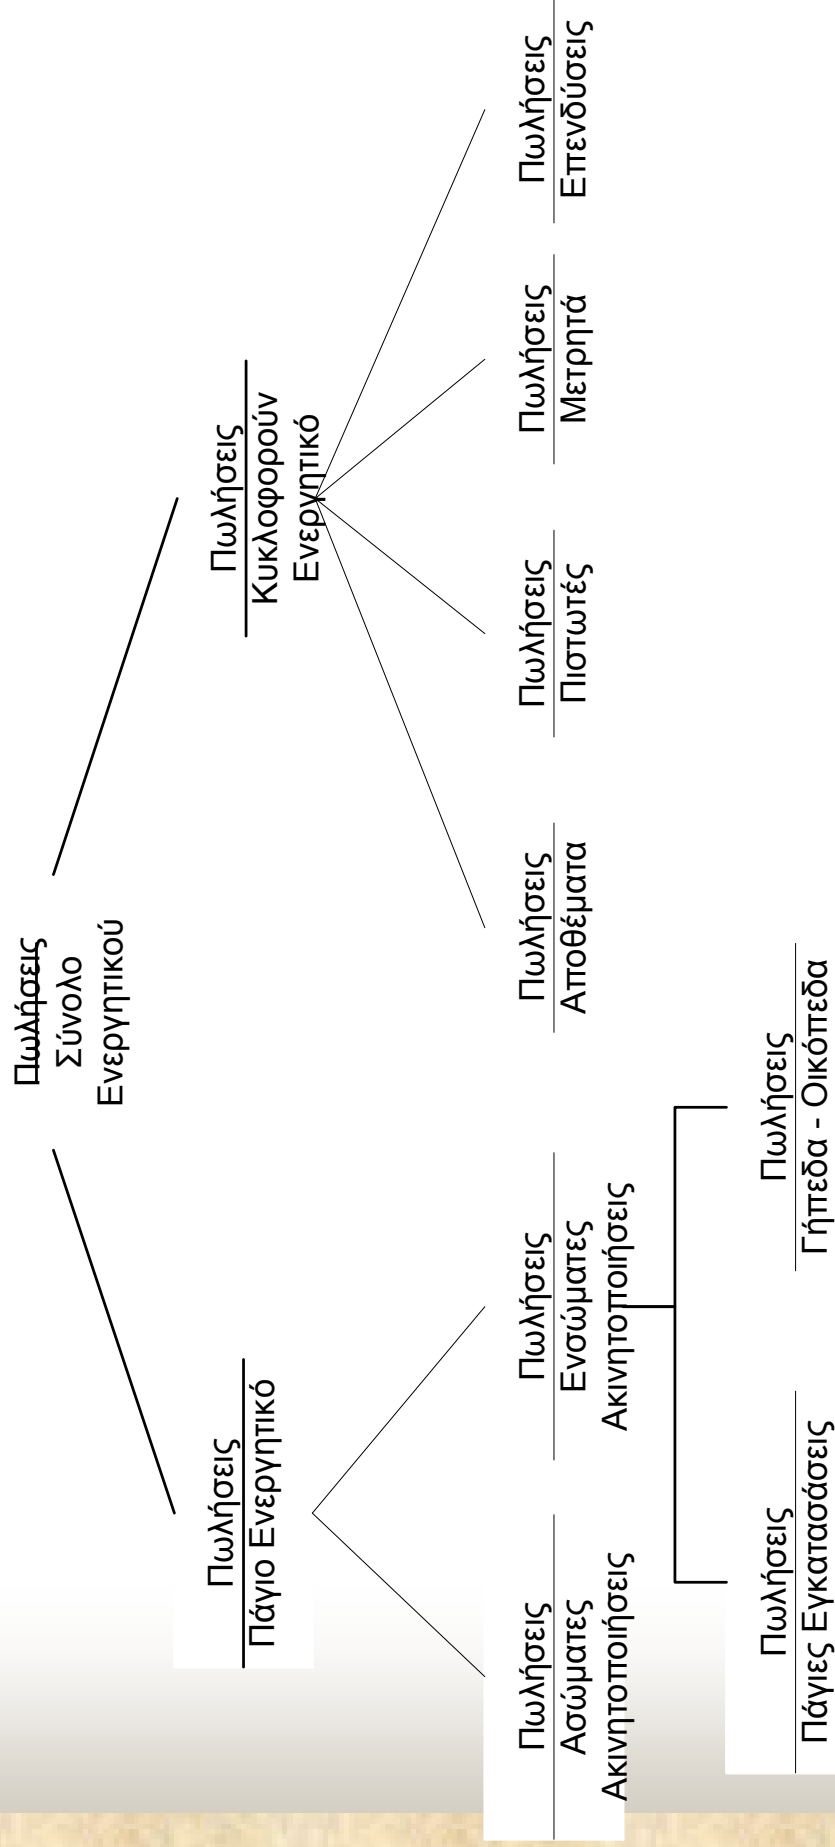 Πωλήσεις
Σύνολο
Ενεργητικού
Πωλήσεις
Πάγιο Ενεργητικό
Πωλήσεις
Κυκλοφορούν
Ενεργητικό
Πωλήσεις
Ασώματες
Ακινητοποιήσεις
Πωλήσεις
Ενσώματες
Ακινητοποιήσεις
Πωλήσεις
Αποθέματα
Πωλήσεις
Πιστωτές
Πωλήσεις
Μετρητά
Πωλήσεις
Επενδύσεις
Πωλήσεις
Πάγιες Εγκατασάσεις
Πωλήσεις
Γήπεδα - Οικόπεδα